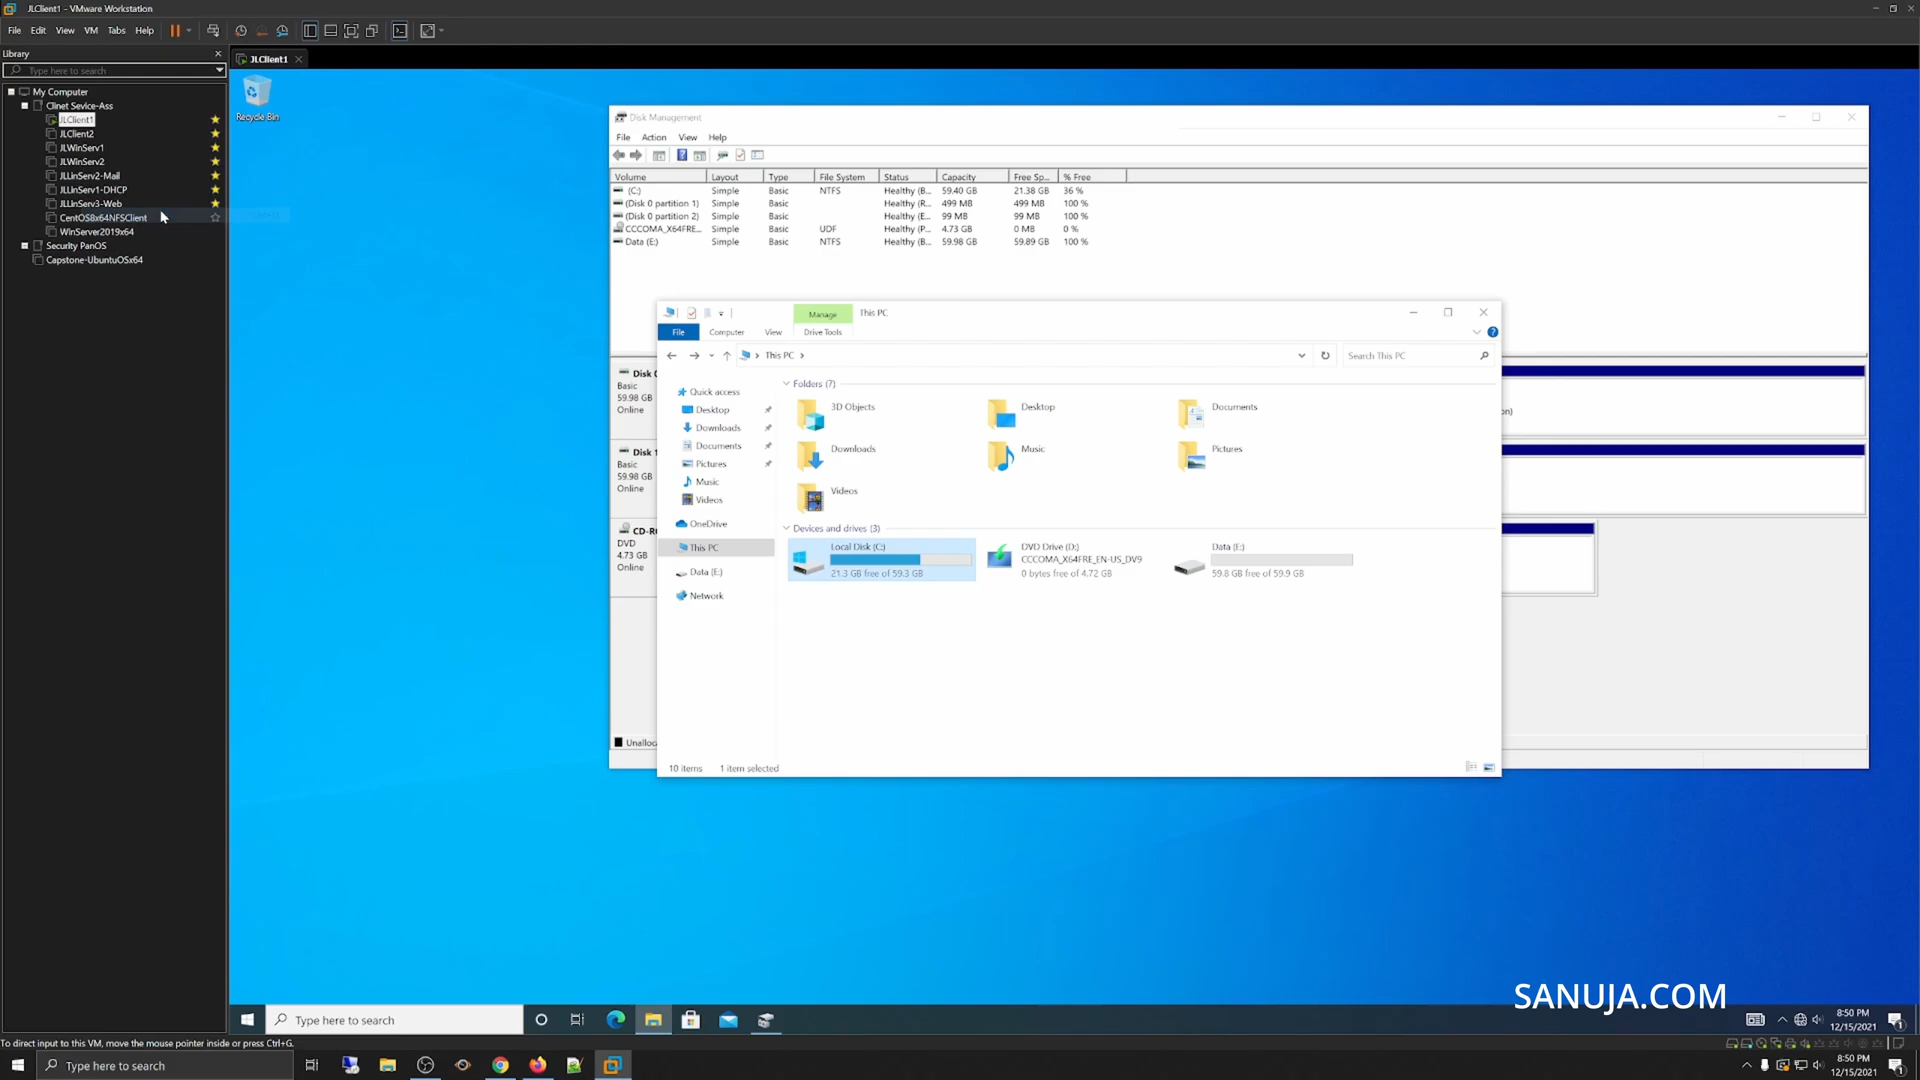 JLClient1 - VMware Workstation
File Edit View VM Tabs Help
Library
Type here to search
My Computer
Clinet Sevice-Ass
JLClient1
JLClient2
JLWinServ1
JLWinServ2
JLLinServ2-Mail
JLLinServ1-DHCP
JLLinServ3-Web
CentOS8x64NFSClient
WinServer2019x64
Security PanOS
Capstone-UbuntuOSx64
JLClient1
Recycle Bin
Disk Management
File Action View Help
Volume Layout Type File System Status Capacity Free Sp... % Free
(C:) Simple Basic NTFS Healthy (B... 59.40 GB 21.38 GB 36 %
(Disk 0 partition 1) Simple Basic Healthy (R... 499 MB 499 MB 100 %
(Disk 0 partition 2) Simple Basic Healthy (E... 99 MB 99 MB 100 %
CCCOMA_X64FRE... Simple Basic UDF Healthy (P... 4.73 GB 0 MB 0 %
Data (E:) Simple Basic NTFS Healthy (B... 59.98 GB 59.89 GB 100 %
Disk 0
Basic
59.98 GB
Online
Disk 1
Basic
59.98 GB
Online
CD-R
DVD
4.73 GB
Online
Unalloc
Manage This PC
File Computer View Drive Tools
This PC
Search This PC
Quick access
Desktop
Downloads
Documents
Pictures
Music
Videos
OneDrive
This PC
Data (E:)
Network
Folders (7)
3D Objects Desktop Documents
Downloads Music Pictures
Videos
Devices and drives (3)
Local Disk (C:)
21.3 GB free of 59.3 GB
DVD Drive (D:)
CCCOMA_X64FRE_EN-US_DV9
0 bytes free of 4.72 GB
Data (E:)
59.8 GB free of 59.9 GB
10 items 1 item selected
SANUJA.COM
Type here to search
8:50 PM
12/15/2021
To direct input to this VM, move the mouse pointer inside or press Ctrl+G.
Type here to search
8:50 PM
12/15/2021